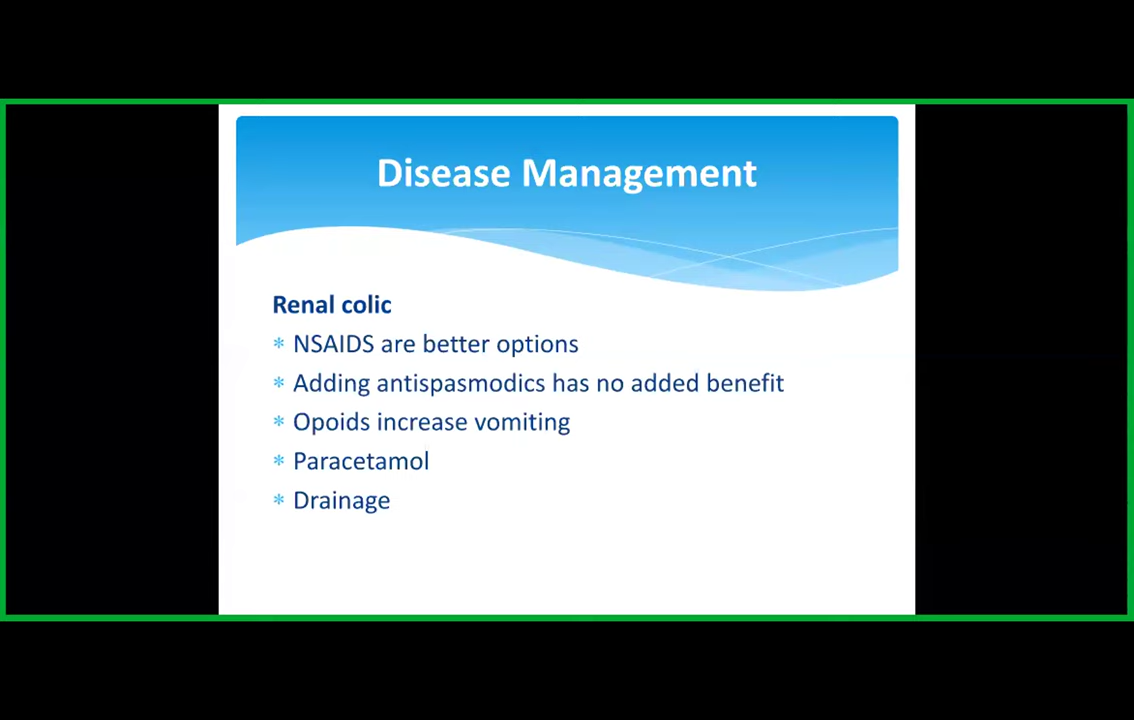 Disease Management
Renal colic
* NSAIDS are better options
* Adding antispasmodics has no added benefit
* Opoids increase vomiting
* Paracetamol
* Drainage